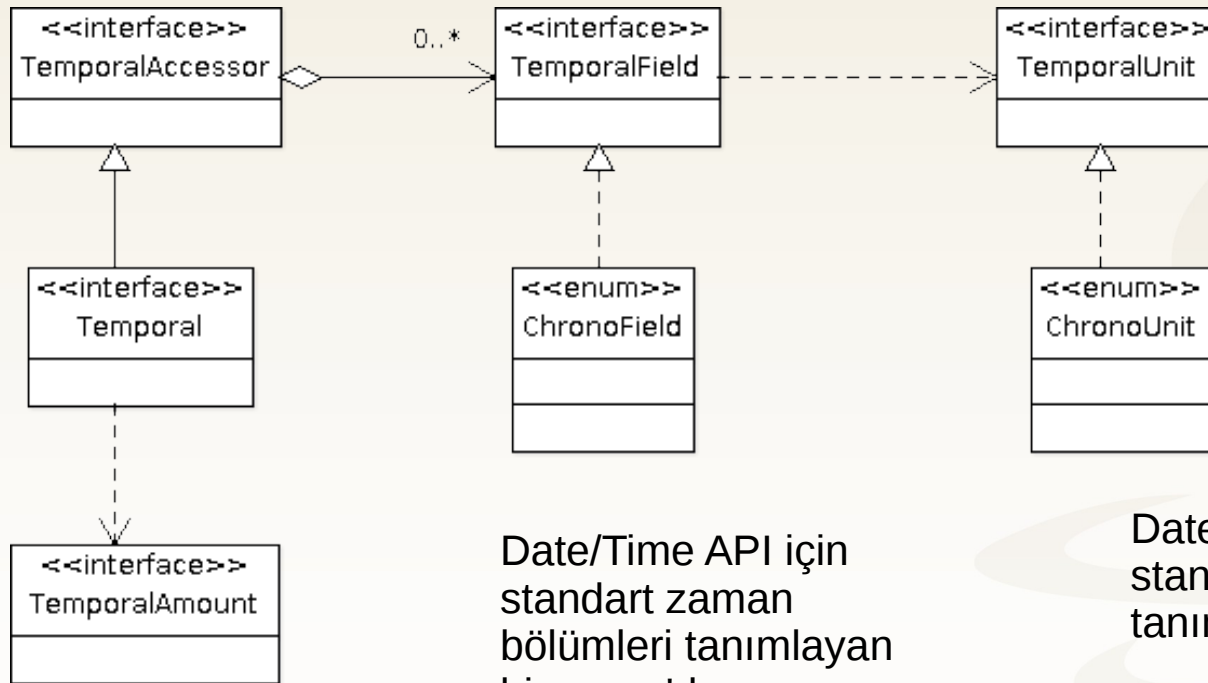 <<interface>>
TemporalAccessor
0..*
<<interface>>
TemporalField
<<interface>>
TemporalUnit
<<interface>>
Temporal
<<enum>>
ChronoField
<<enum>>
ChronoUnit
<<interface>>
TemporalAmount
Date/Time API için
standart zaman
bölümleri tanımlayan